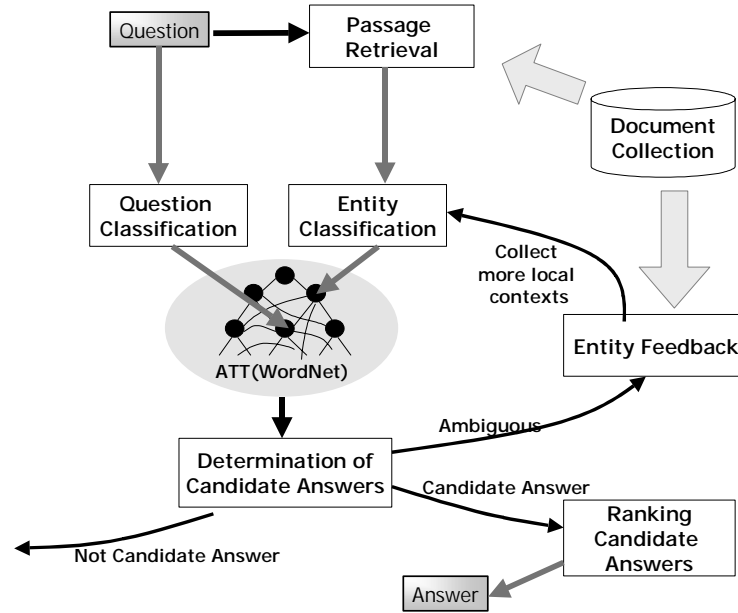 Question
Passage
Retrieval
Document
Collection
Question
Classification
Entity
Classification
Collect
more local
contexts
ATT(WordNet)
Entity Feedback
Ambiguous
Determination of
Candidate Answers
Candidate Answer
Ranking
Candidate
Answers
Not Candidate Answer
Answer